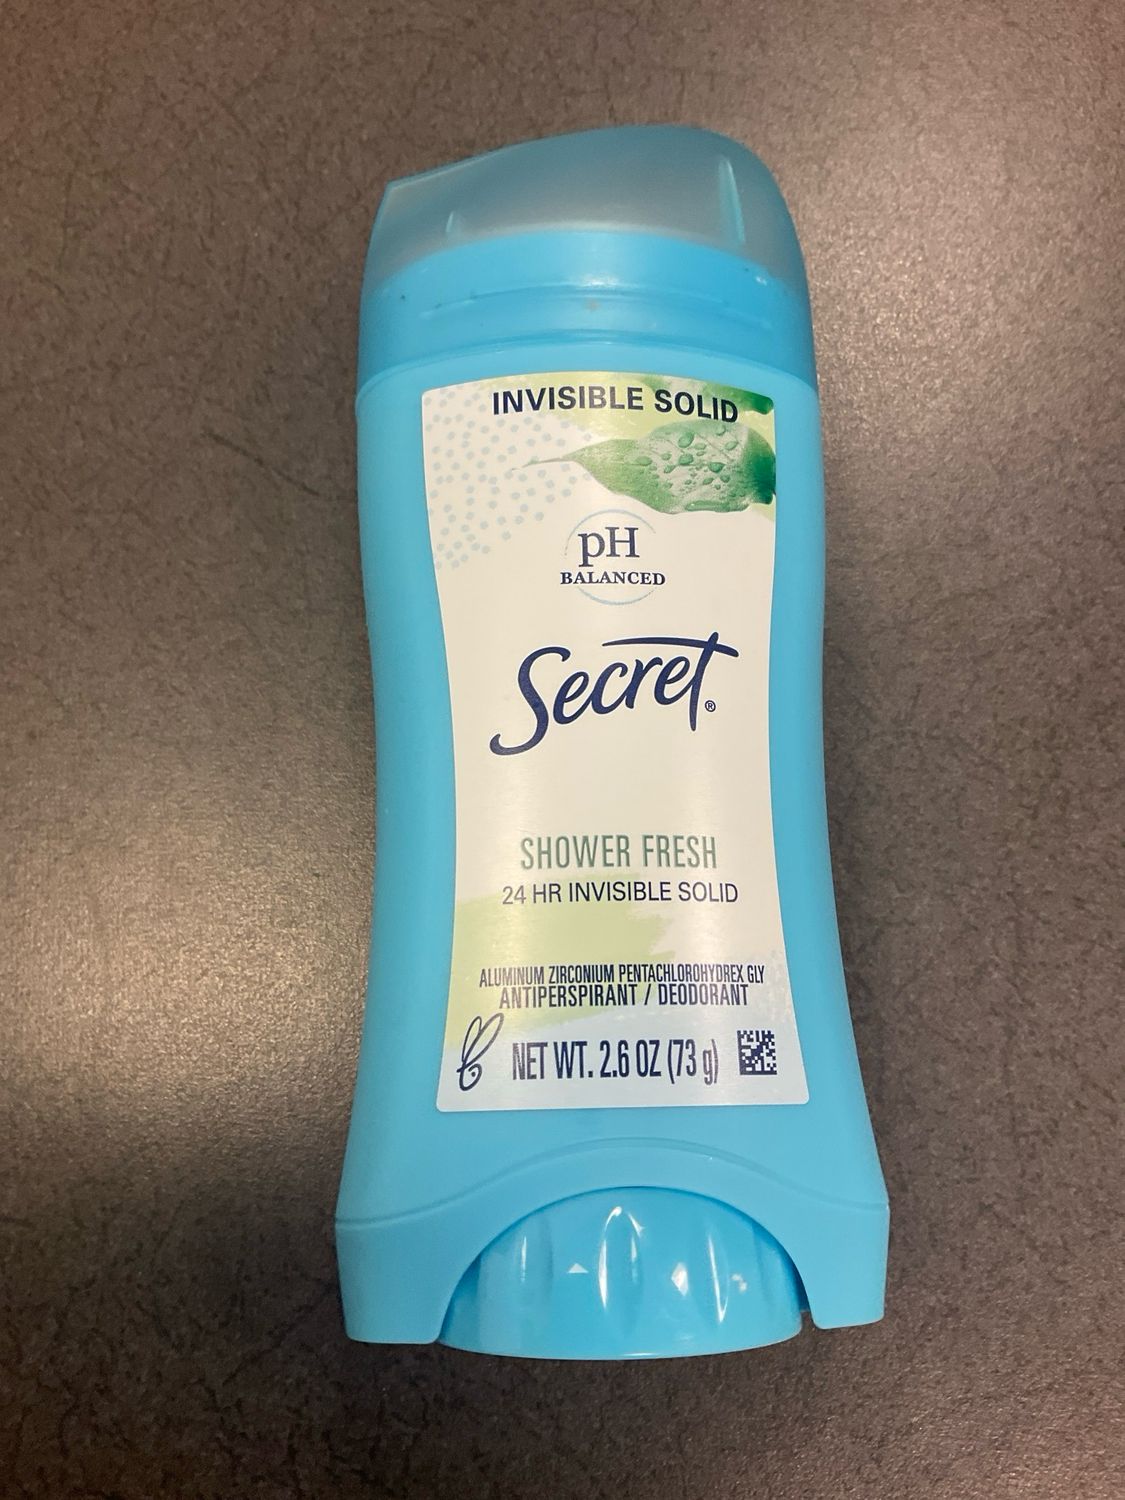 INVISIBLE SOLID
pH
BALANCED
Secret®
SHOWER FRESH
24 HR INVISIBLE SOLID
ALUMINUM ZIRCONIUM PENTACHLOROHYDREX GLY
ANTIPERSPIRANT / DEODORANT
NET WT. 2.6 OZ (73 g)